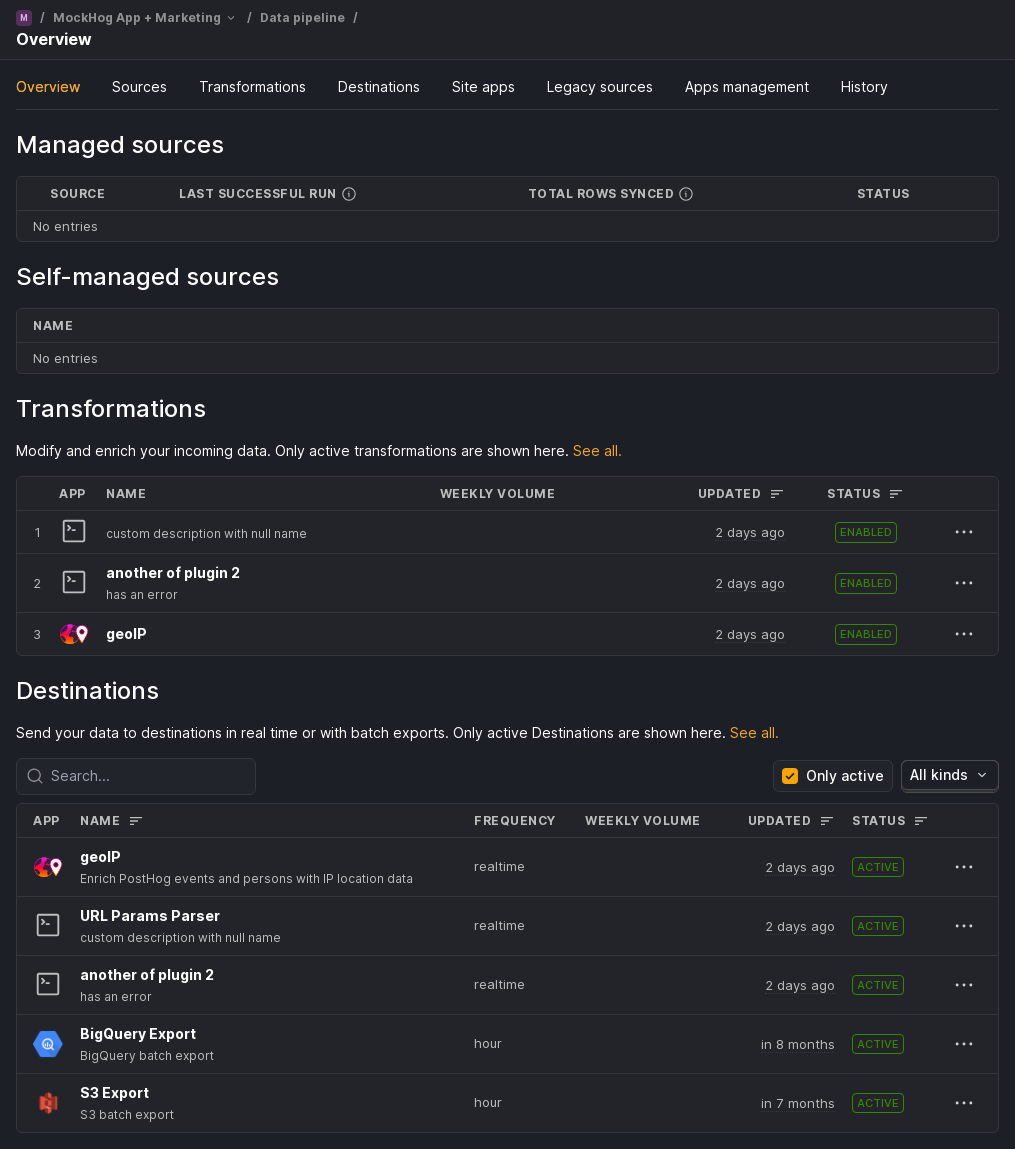 M / MockHog App + Marketing / Data pipeline /
Overview
Overview Sources Transformations Destinations Site apps Legacy sources Apps management History
Managed sources
SOURCE LAST SUCCESSFUL RUN TOTAL ROWS SYNCED STATUS
No entries
Self-managed sources
NAME
No entries
Transformations
Modify and enrich your incoming data. Only active transformations are shown here. See all.
APP NAME WEEKLY VOLUME UPDATED STATUS
1 custom description with null name 2 days ago ENABLED
another of plugin 2
2 2 days ago ENABLED
has an error
3 geoIP 2 days ago ENABLED
Destinations
Send your data to destinations in real time or with batch exports. Only active Destinations are shown here. See all.
Search... Only active All kinds
APP NAME FREQUENCY WEEKLY VOLUME UPDATED STATUS
geoIP
realtime 2 days ago ACTIVE
Enrich PostHog events and persons with IP location data
URL Params Parser
realtime 2 days ago ACTIVE
custom description with null name
another of plugin 2
realtime 2 days ago ACTIVE
has an error
BigQuery Export
hour in 8 months ACTIVE
BigQuery batch export
S3 Export
hour in 7 months ACTIVE
S3 batch export